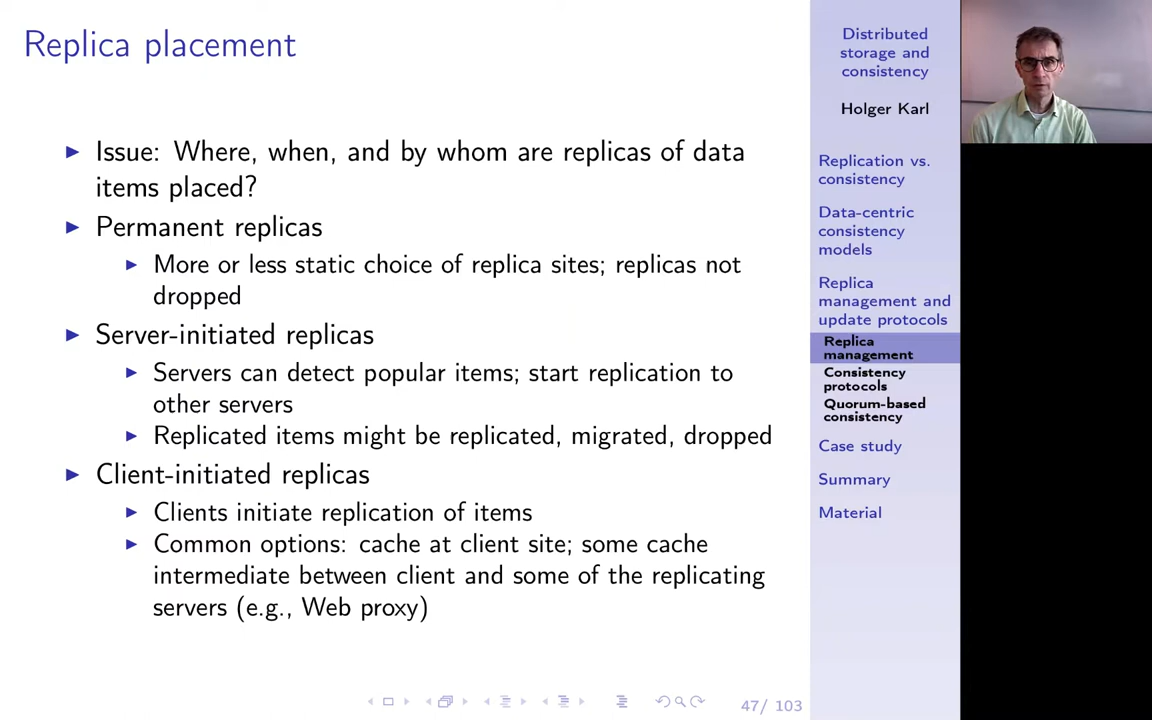 Replica placement
Issue: Where, when, and by whom are replicas of data
items placed?
Permanent replicas
More or less static choice of replica sites; replicas not
dropped
Server-initiated replicas
Servers can detect popular items; start replication to
other servers
Replicated items might be replicated, migrated, dropped
Client-initiated replicas
Clients initiate replication of items
Common options: cache at client site; some cache
intermediate between client and some of the replicating
servers (e.g., Web proxy)
47/ 103
Distributed
storage and
consistency
Holger Karl
Replication vs.
consistency
Data-centric
consistency
models
Replica
management and
update protocols
Replica
management
Consistency
protocols
Quorum-based
consistency
Case study
Summary
Material